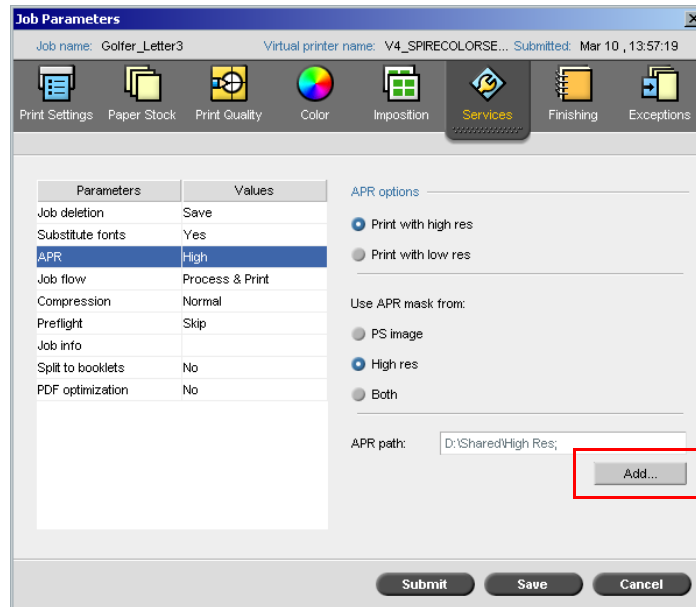 Job Parameters
Job name: Golfer_Letter3 Virtual printer name: V4_SPIRECOLORSE... Submitted: Mar 10 , 13:57:19
Print Settings Paper Stock Print Quality Color Imposition Services Finishing Exceptions
Parameters Values
Job deletion Save
Substitute fonts Yes
APR High
Job flow Process & Print
Compression Normal
Preflight Skip
Job info
Split to booklets No
PDF optimization No
APR options
Print with high res
Print with low res
Use APR mask from:
PS image
High res
Both
APR path: D:\Shared\High Res;
Add...
Submit Save Cancel